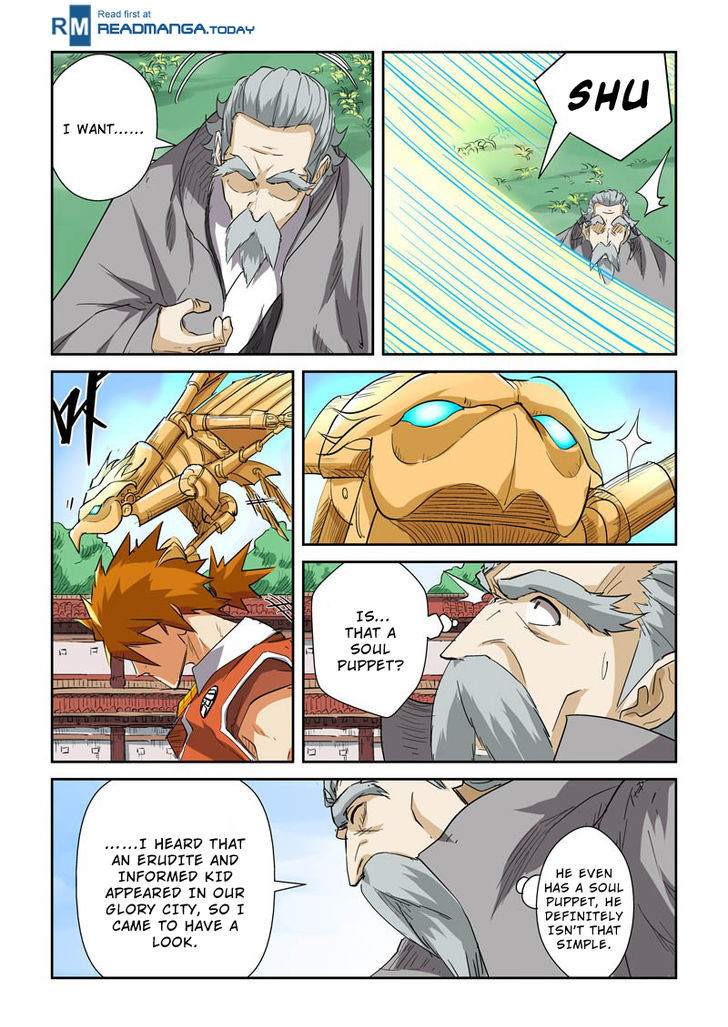 Read first at
RM READMANGA.TODAY
I WANT......
SHU
IS...
THAT A
SOUL
PUPPET?
......I HEARD THAT
AN ERUDITE AND
INFORMED KID
APPEARED IN OUR
GLORY CITY, SO I
CAME TO HAVE A
LOOK.
HE EVEN
HAS A SOUL
PUPPET, HE
DEFINITELY
ISN'T THAT
SIMPLE.